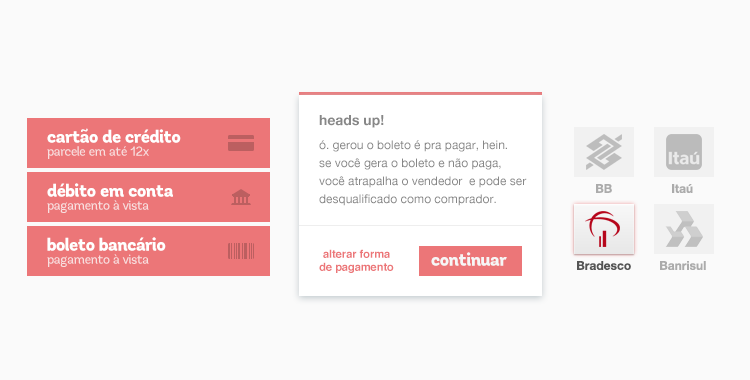 cartão de crédito
parcele em até 12x
débito em conta
pagamento à vista
boleto bancário
pagamento à vista
heads up!
ó. gerou o boleto é pra pagar, hein.
se você gera o boleto e não paga,
você atrapalha o vendedor e pode ser
desqualificado como comprador.
alterar forma
de pagamento
continuar
BB
Itaú
Itaú
Bradesco
Banrisul